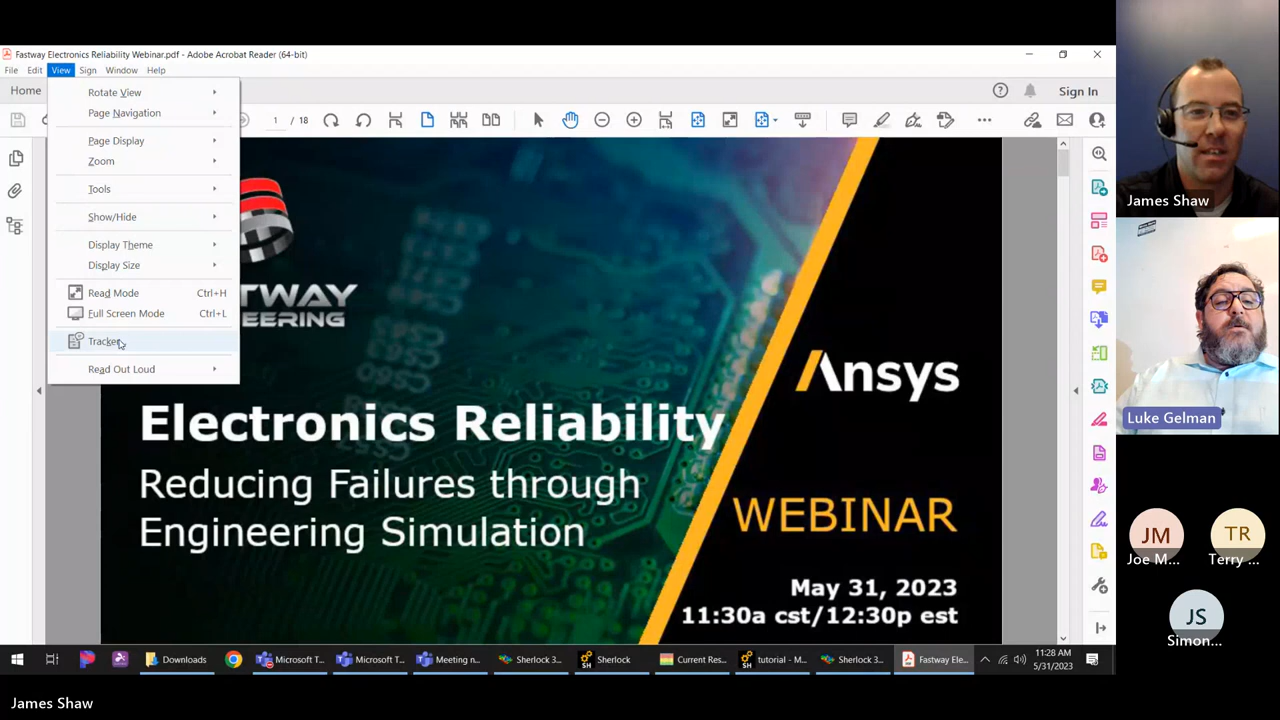 Fastway Electronics Reliability Webinar.pdf - Adobe Acrobat Reader (64-bit)
File Edit View Sign Window Help
Home
Sign In
1 / 18
Rotate View
Page Navigation
Page Display
Zoom
Tools
Show/Hide
Display Theme
Display Size
Read Mode Ctrl+H
Full Screen Mode Ctrl+L
Tracker
Read Out Loud
TWAY
EERING
Ansys
Electronics Reliability
Reducing Failures through
Engineering Simulation
WEBINAR
May 31, 2023
11:30a cst/12:30p est
James Shaw
Luke Gelman
JM
Joe M...
TR
Terry ...
JS
Simon...
Downloads
Microsoft T...
Microsoft T...
Meeting n...
Sherlock 3...
Sherlock
Current Res...
tutorial - M...
Sherlock 3...
Fastway Ele...
11:28 AM
5/31/2023
James Shaw